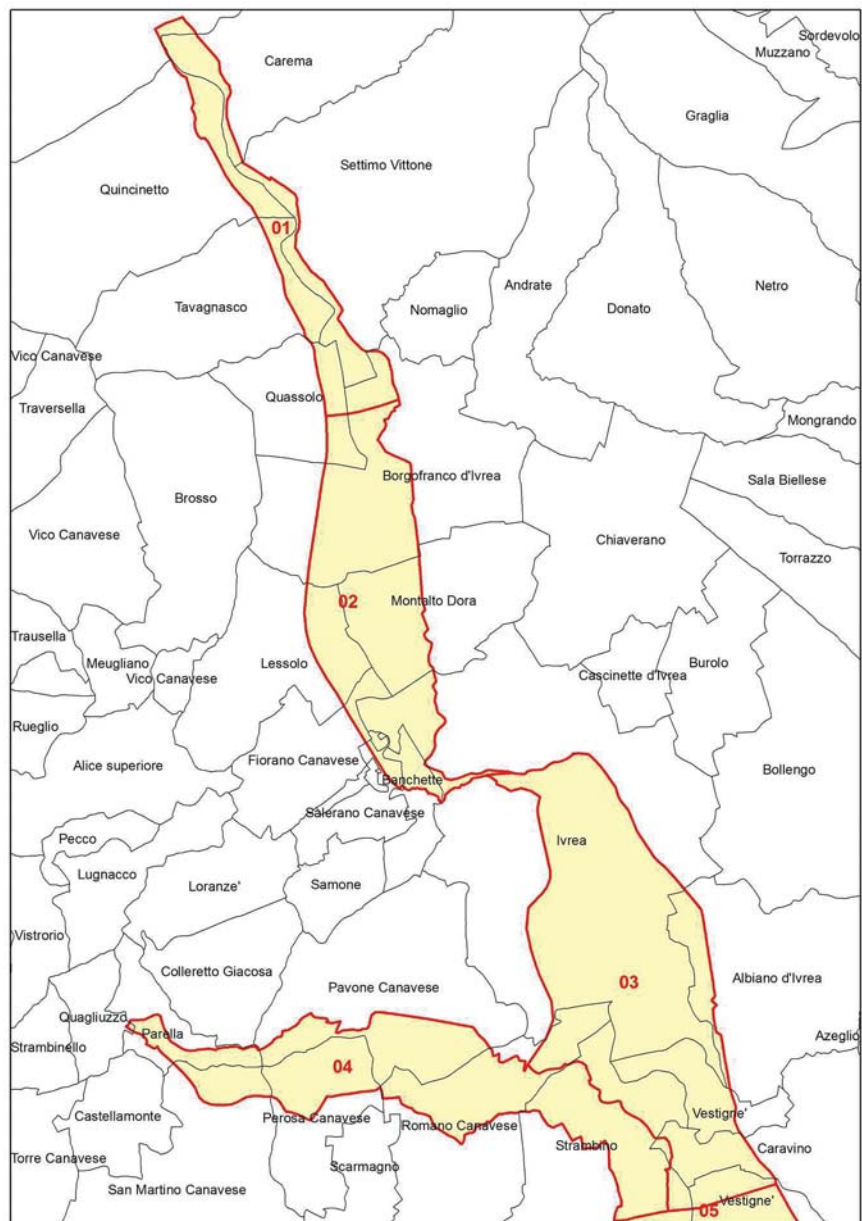 Sordevolo
Muzzano
Carema
Graglia
Settimo Vittone
Quincinetto
01
Andrate
Netro
Tavagnasco
Nomaglio
Donato
Vico Canavese
Quassolo
Traversella
Mongrando
Borgofranco d'Ivrea
Sala Biellese
Brosso
Vico Canavese
Chiaverano
Torrazzo
02
Montalto Dora
Trausella
Meugliano
Lessolo
Burolo
Vico Canavese
Cascinette d'Ivrea
Rueglio
Fiorano Canavese
Alice superiore
Bollengo
Banchette
Salerano Canavese
Pecco
Ivrea
Lugnacco
Loranze'
Samone
Vistrorio
Colleretto Giacosa
Albiano d'Ivrea
03
Pavone Canavese
Quagliuzzo
Parella
Azeglio
Strambinello
04
Castellamonte
Perosa Canavese
Vestigne'
Romano Canavese
Strambino
Caravino
Torre Canavese
Scarmagno
San Martino Canavese
Vestigne'
05